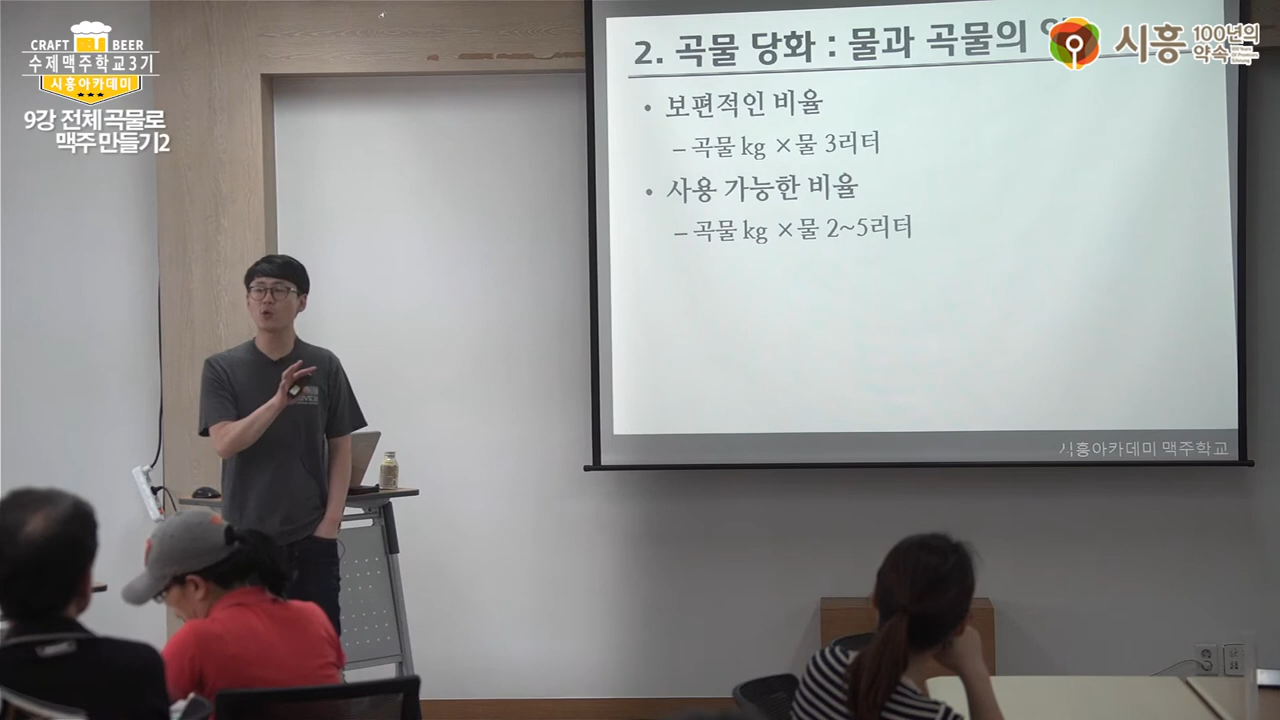 CRAFT BEER
수제맥주학교3기
시흥아카데미
9강 전체 곡물로
맥주 만들기2
2. 곡물 당화 : 물과 곡물의
시흥 100년의
약속
• 보편적인 비율
– 곡물 kg ×물 3리터
• 사용 가능한 비율
– 곡물 kg ×물 2~5리터
시흥아카데미 맥주학교